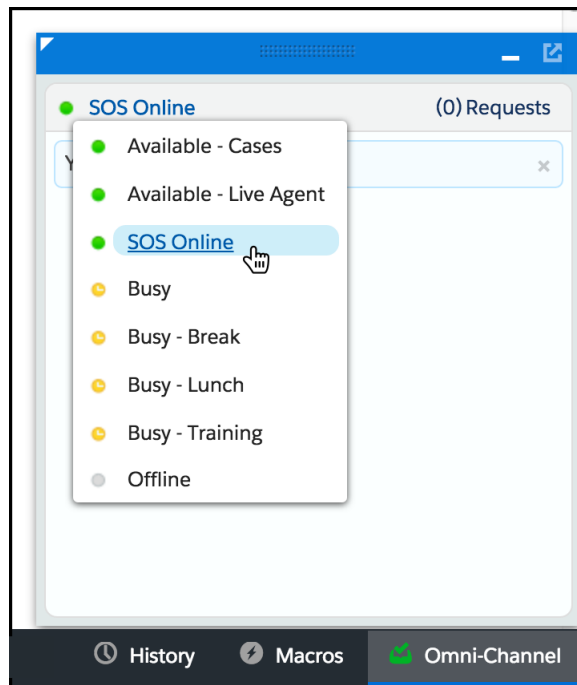 SOS Online (0) Requests
Available - Cases
Available - Live Agent
SOS Online
Busy
Busy - Break
Busy - Lunch
Busy - Training
Offline
History Macros Omni-Channel